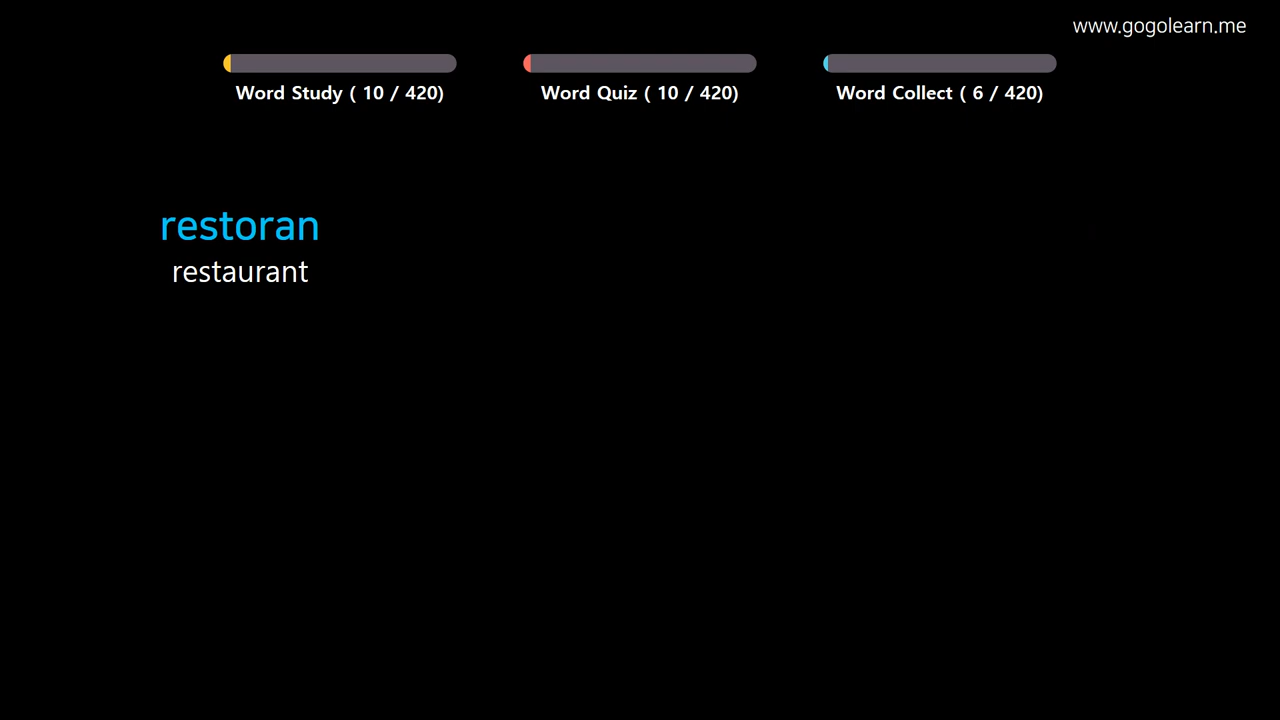 www.gogolearn.me
Word Study ( 10 / 420)
Word Quiz ( 10 / 420)
Word Collect ( 6 / 420)
restoran
restaurant